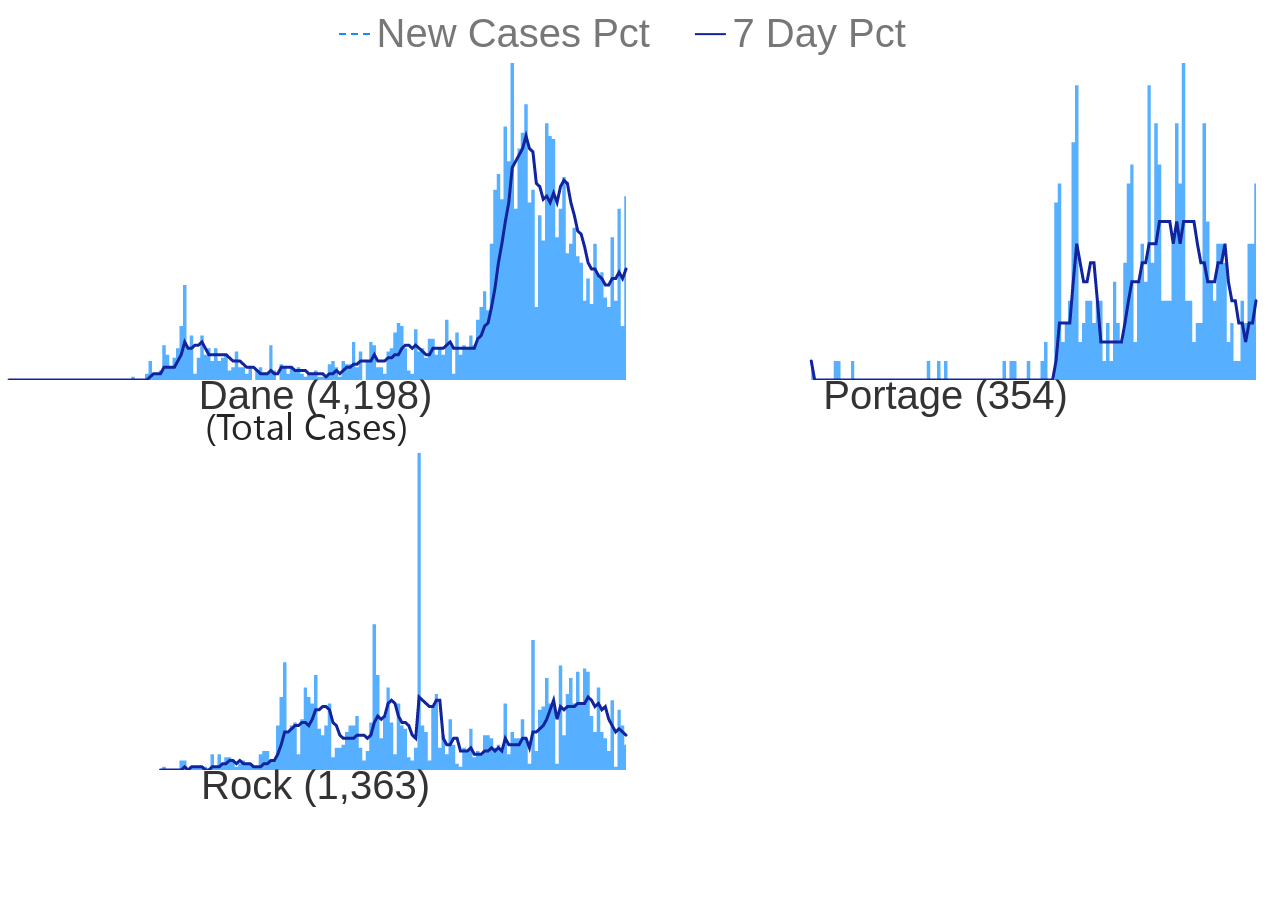 New Cases Pct 7 Day Pct
Dane (4,198)
(Total Cases)
Portage (354)
Rock (1,363)